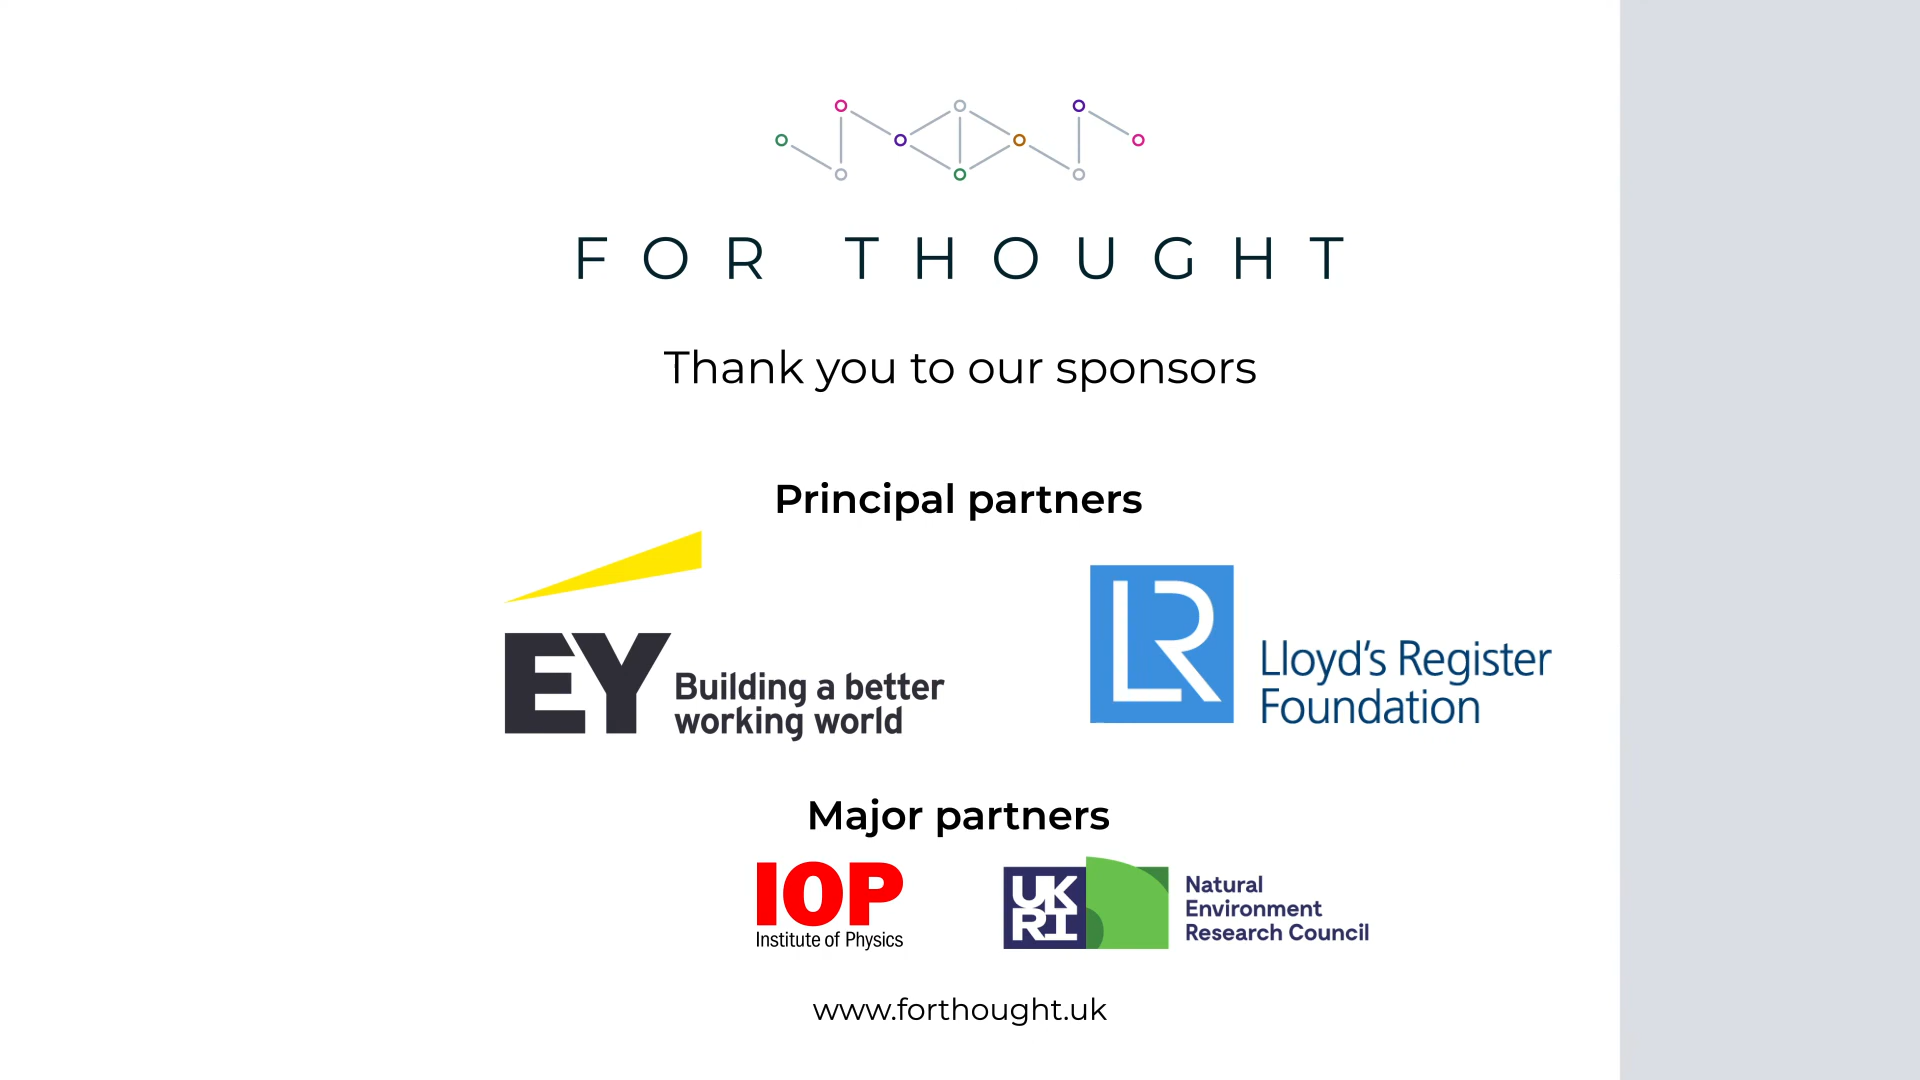 FOR THOUGHT
Thank you to our sponsors
Principal partners
EY Building a better
working world
LR Lloyd's Register
Foundation
Major partners
IOP
Institute of Physics
UK
RI
Natural
Environment
Research Council
www.forthought.uk